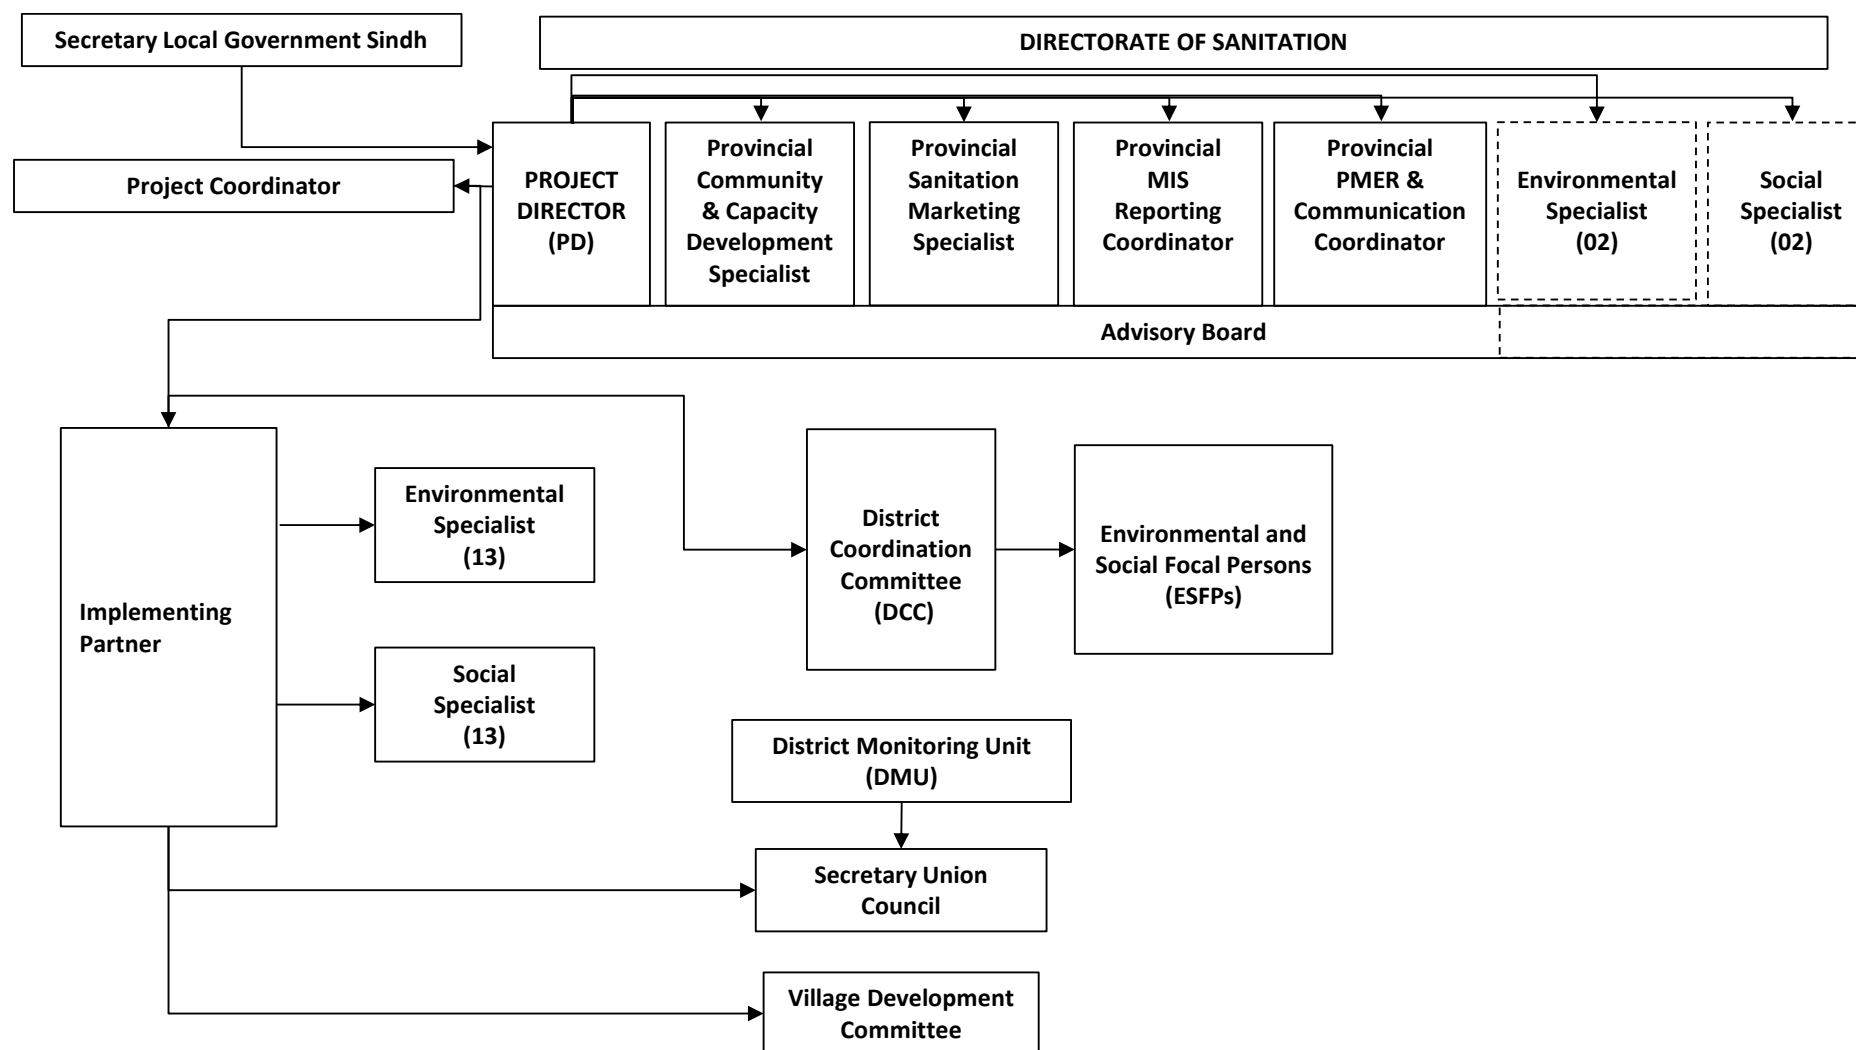 Secretary Local Government Sindh
DIRECTORATE OF SANITATION
Project Coordinator
PROJECT
DIRECTOR
(PD)
Provincial
Community
& Capacity
Development
Specialist
Provincial
Sanitation
Marketing
Specialist
Provincial
MIS
Reporting
Coordinator
Provincial
PMER &
Communication
Coordinator
Environmental
Specialist
(02)
Social
Specialist
(02)
Advisory Board
Implementing
Partner
Environmental
Specialist
(13)
Social
Specialist
(13)
District
Coordination
Committee
(DCC)
Environmental and
Social Focal Persons
(ESFPs)
District Monitoring Unit
(DMU)
Secretary Union
Council
Village Development
Committee